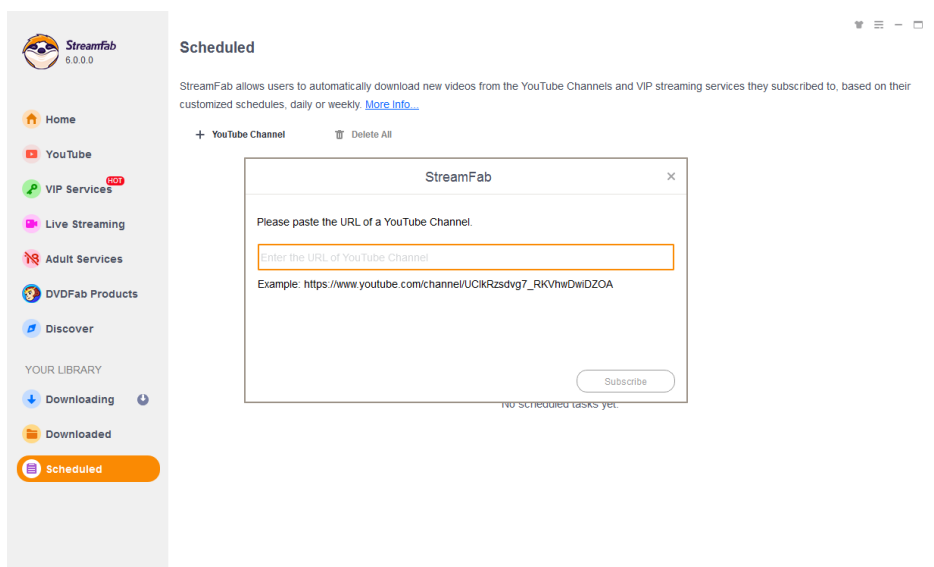 StreamFab
6.0.0.0
Home
YouTube
VIP Services
HOT
Live Streaming
Adult Services
DVDFab Products
Discover
YOUR LIBRARY
Downloading
Downloaded
Scheduled
Scheduled
StreamFab allows users to automatically download new videos from the YouTube Channels and VIP streaming services they subscribed to, based on their
customized schedules, daily or weekly. More Info...
+ YouTube Channel
Delete All
StreamFab
Please paste the URL of a YouTube Channel.
Enter the URL of YouTube Channel
Example: https://www.youtube.com/channel/UClkRzsdvg7_RKVhwDwiDZOA
Subscribe
No scheduled tasks yet.